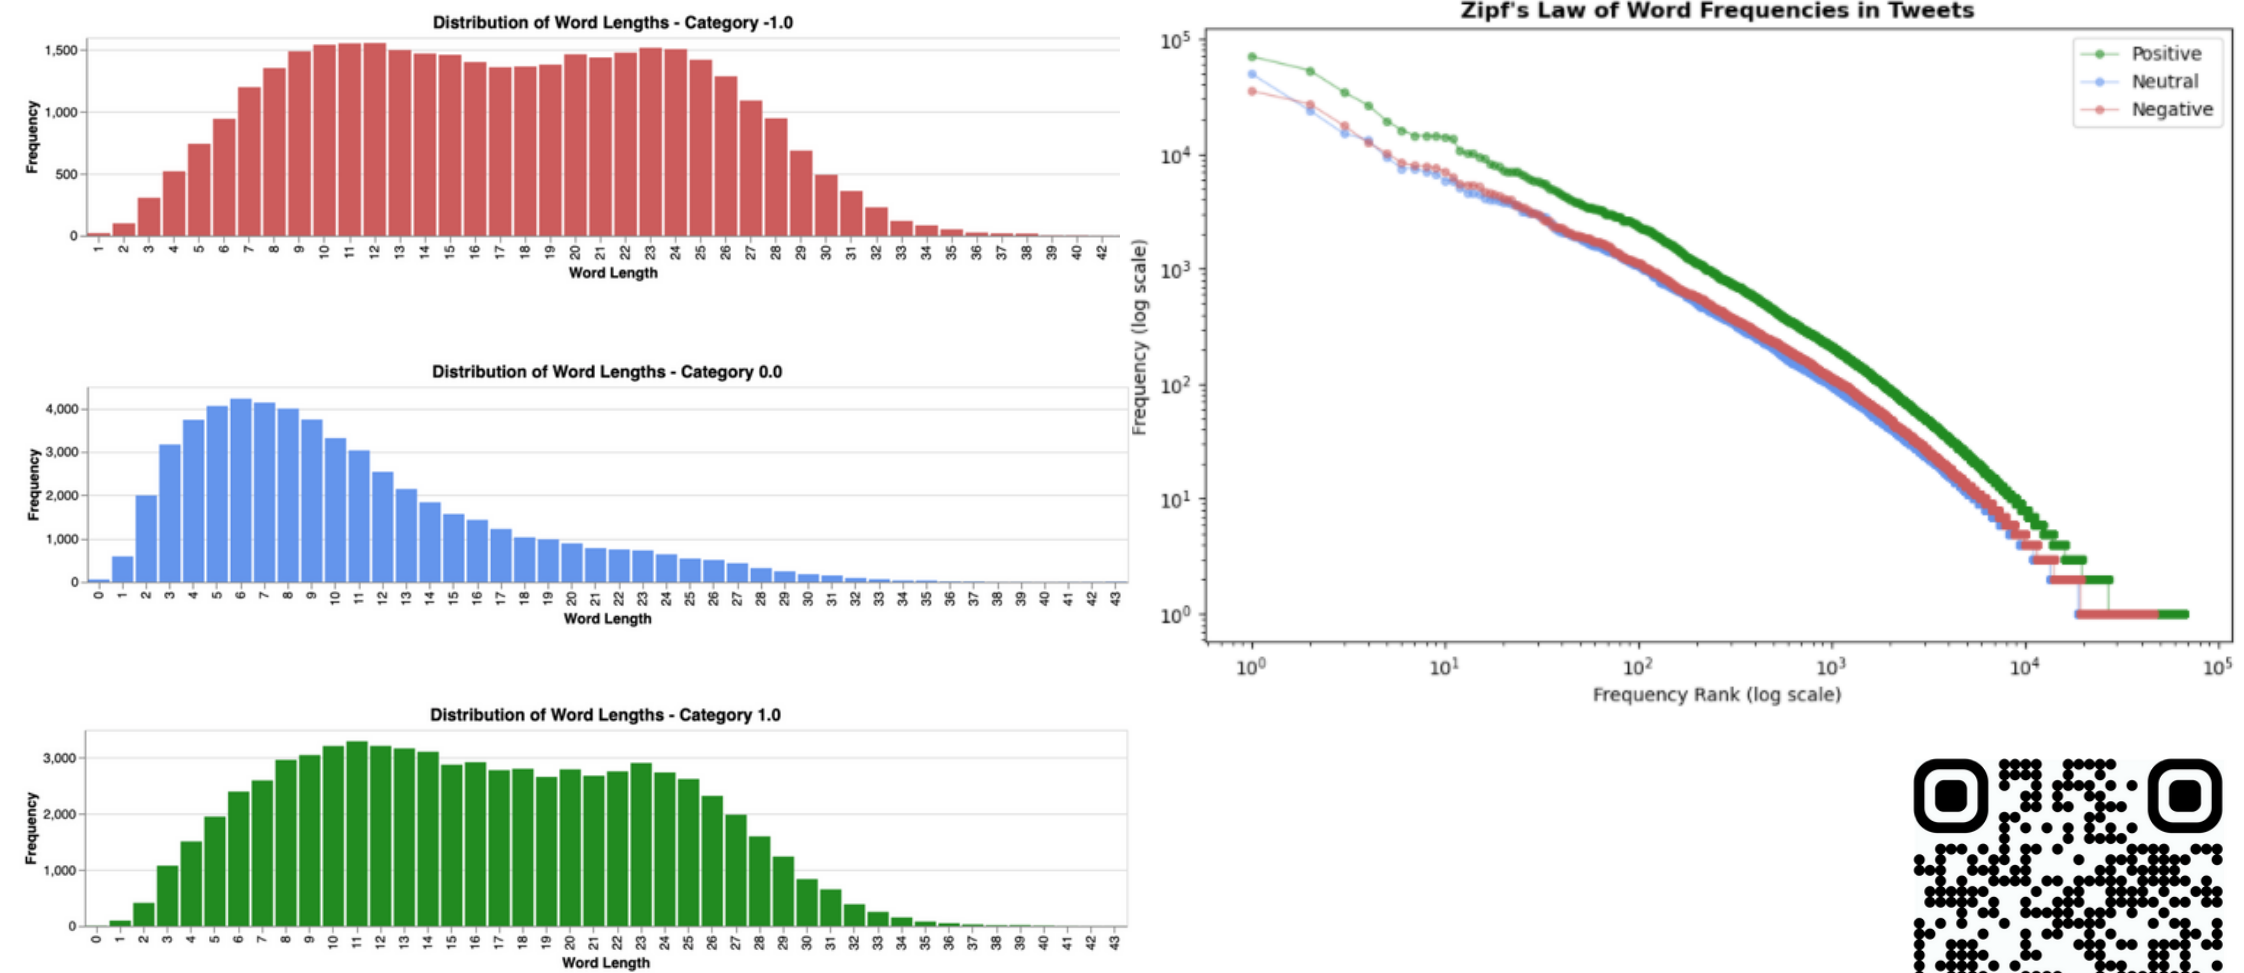 Distribution of Word Lengths - Category -1.0
1,500
1,000
500
0
Frequency
1 2 3 4 5 6 7 8 9 10 11 12 13 14 15 16 17 18 19 20 21 22 23 24 25 26 27 28 29 30 31 32 33 34 35 36 37 38 39 40 42
Word Length
Distribution of Word Lengths - Category 0.0
4,000
3,000
2,000
1,000
0
Frequency
0 1 2 3 4 5 6 7 8 9 10 11 12 13 14 15 16 17 18 19 20 21 22 23 24 25 26 27 28 29 30 31 32 33 34 35 36 37 38 39 40 41 42 43
Word Length
Distribution of Word Lengths - Category 1.0
3,000
2,000
1,000
0
Frequency
0 1 2 3 4 5 6 7 8 9 10 11 12 13 14 15 16 17 18 19 20 21 22 23 24 25 26 27 28 29 30 31 32 33 34 35 36 37 38 39 40 41 42 43
Word Length
Zipf's Law of Word Frequencies in Tweets
Positive
Neutral
Negative
10⁵
10⁴
10³
10²
10¹
10⁰
Frequency (log scale)
10⁰ 10¹ 10² 10³ 10⁴ 10⁵
Frequency Rank (log scale)